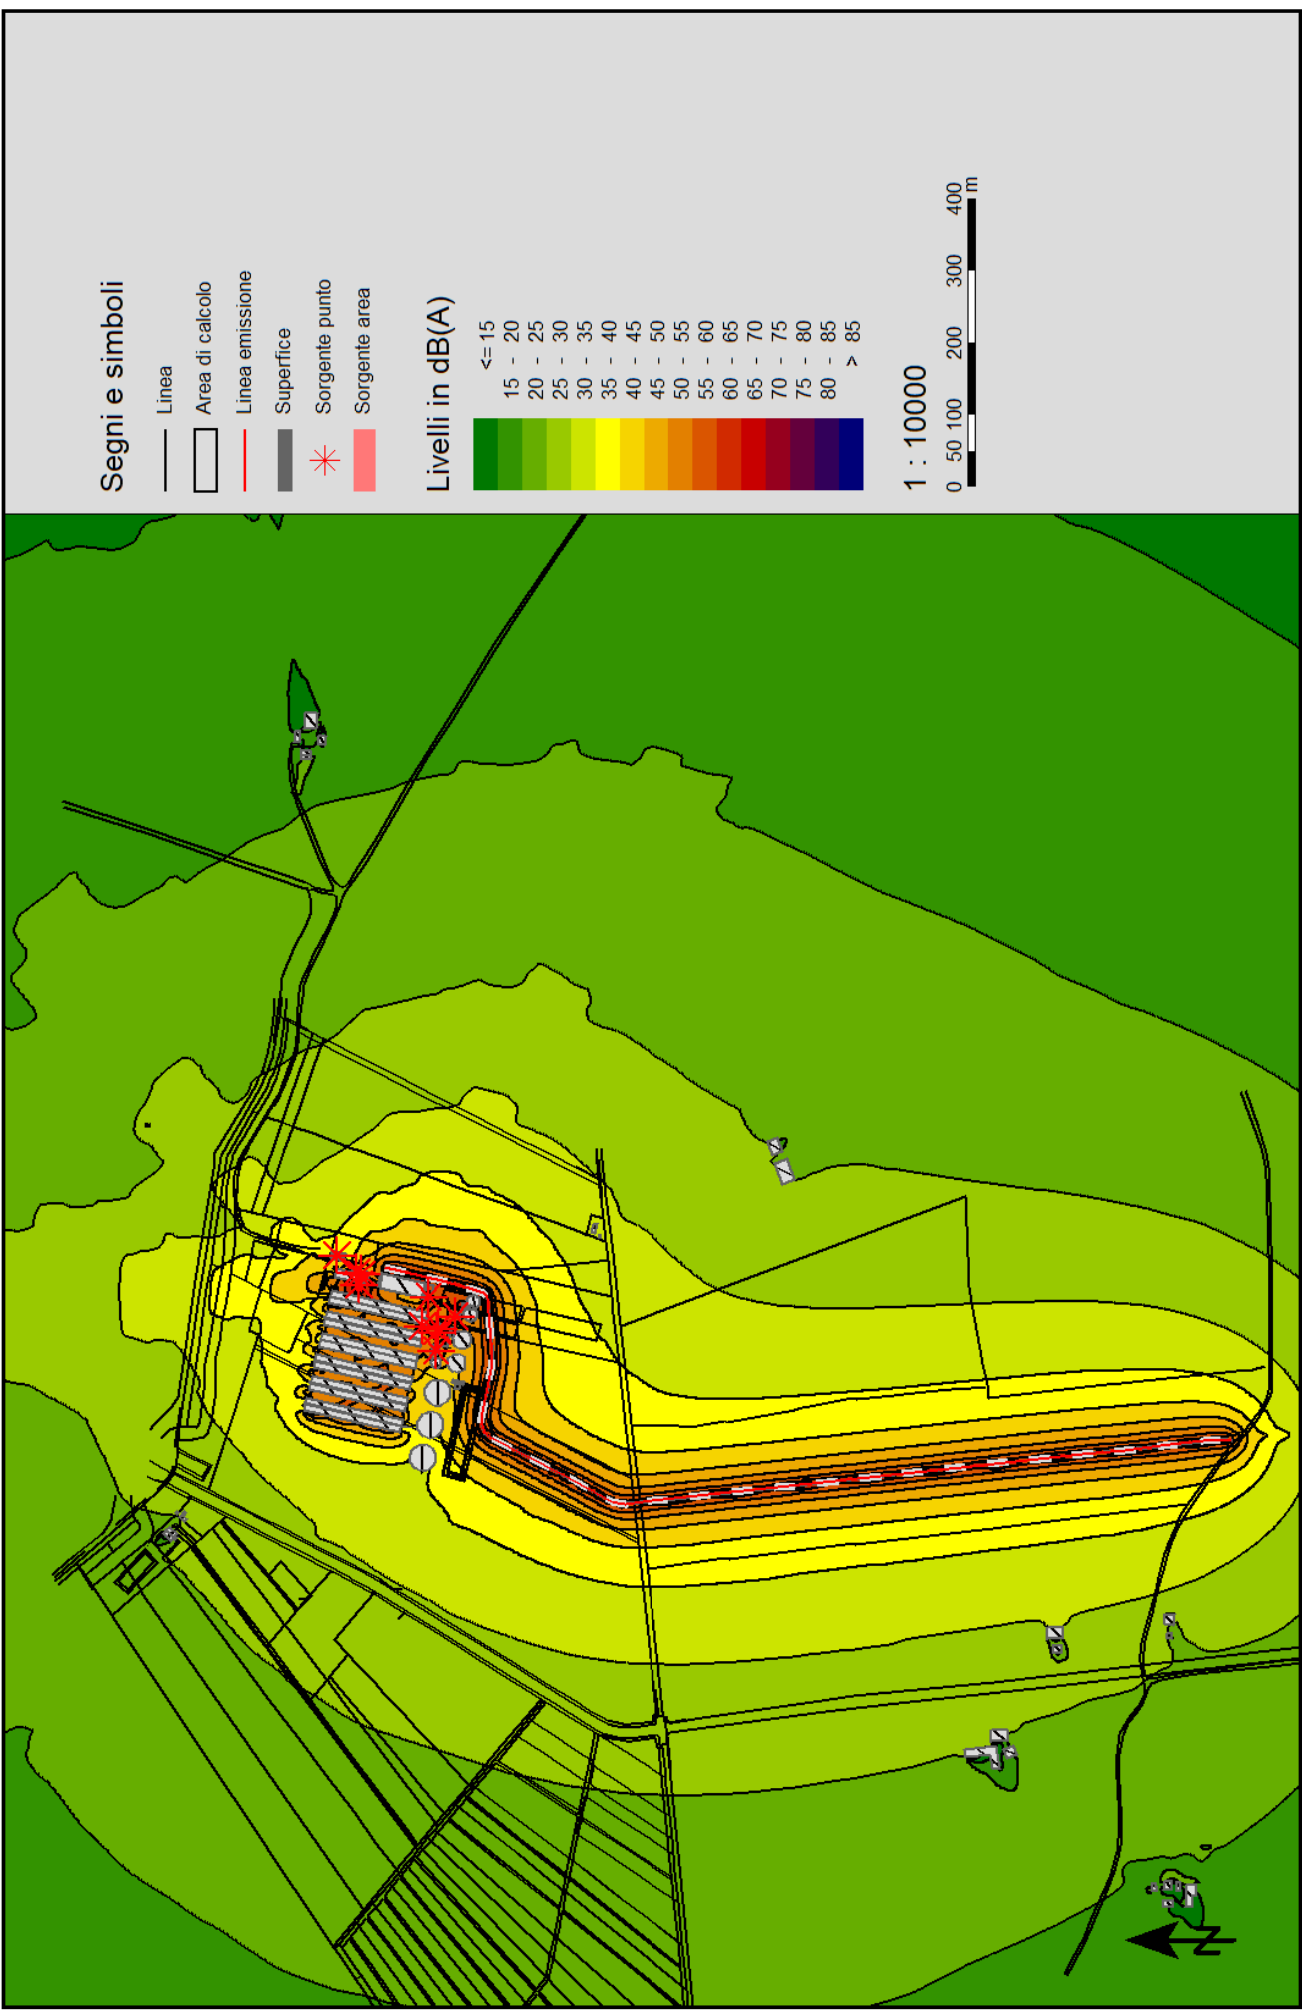 Segni e simboli
Linea
Area di calcolo
Linea emissione
Superfice
Sorgente punto
Sorgente area
Livelli in dB(A)
<= 15
15 - 20
20 - 25
25 - 30
30 - 35
35 - 40
40 - 45
45 - 50
50 - 55
55 - 60
60 - 65
65 - 70
70 - 75
75 - 80
80 - 85
> 85
1 : 10000
0 50 100 200 300 400
m
N